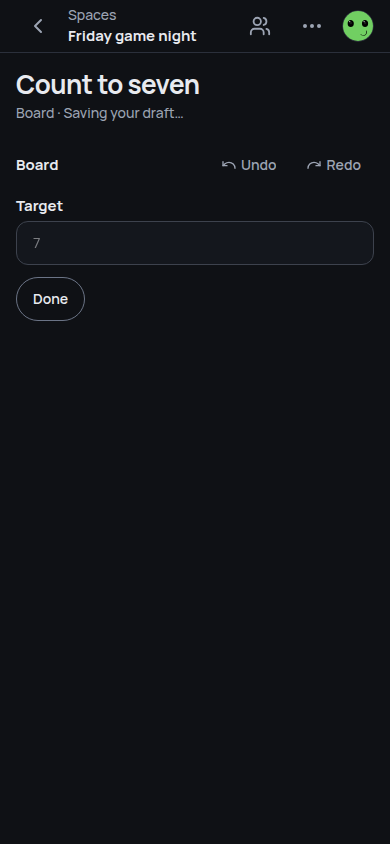 Spaces
Friday game night
Count to seven
Board · Saving your draft…
Board
Undo
Redo
Target
7
Done